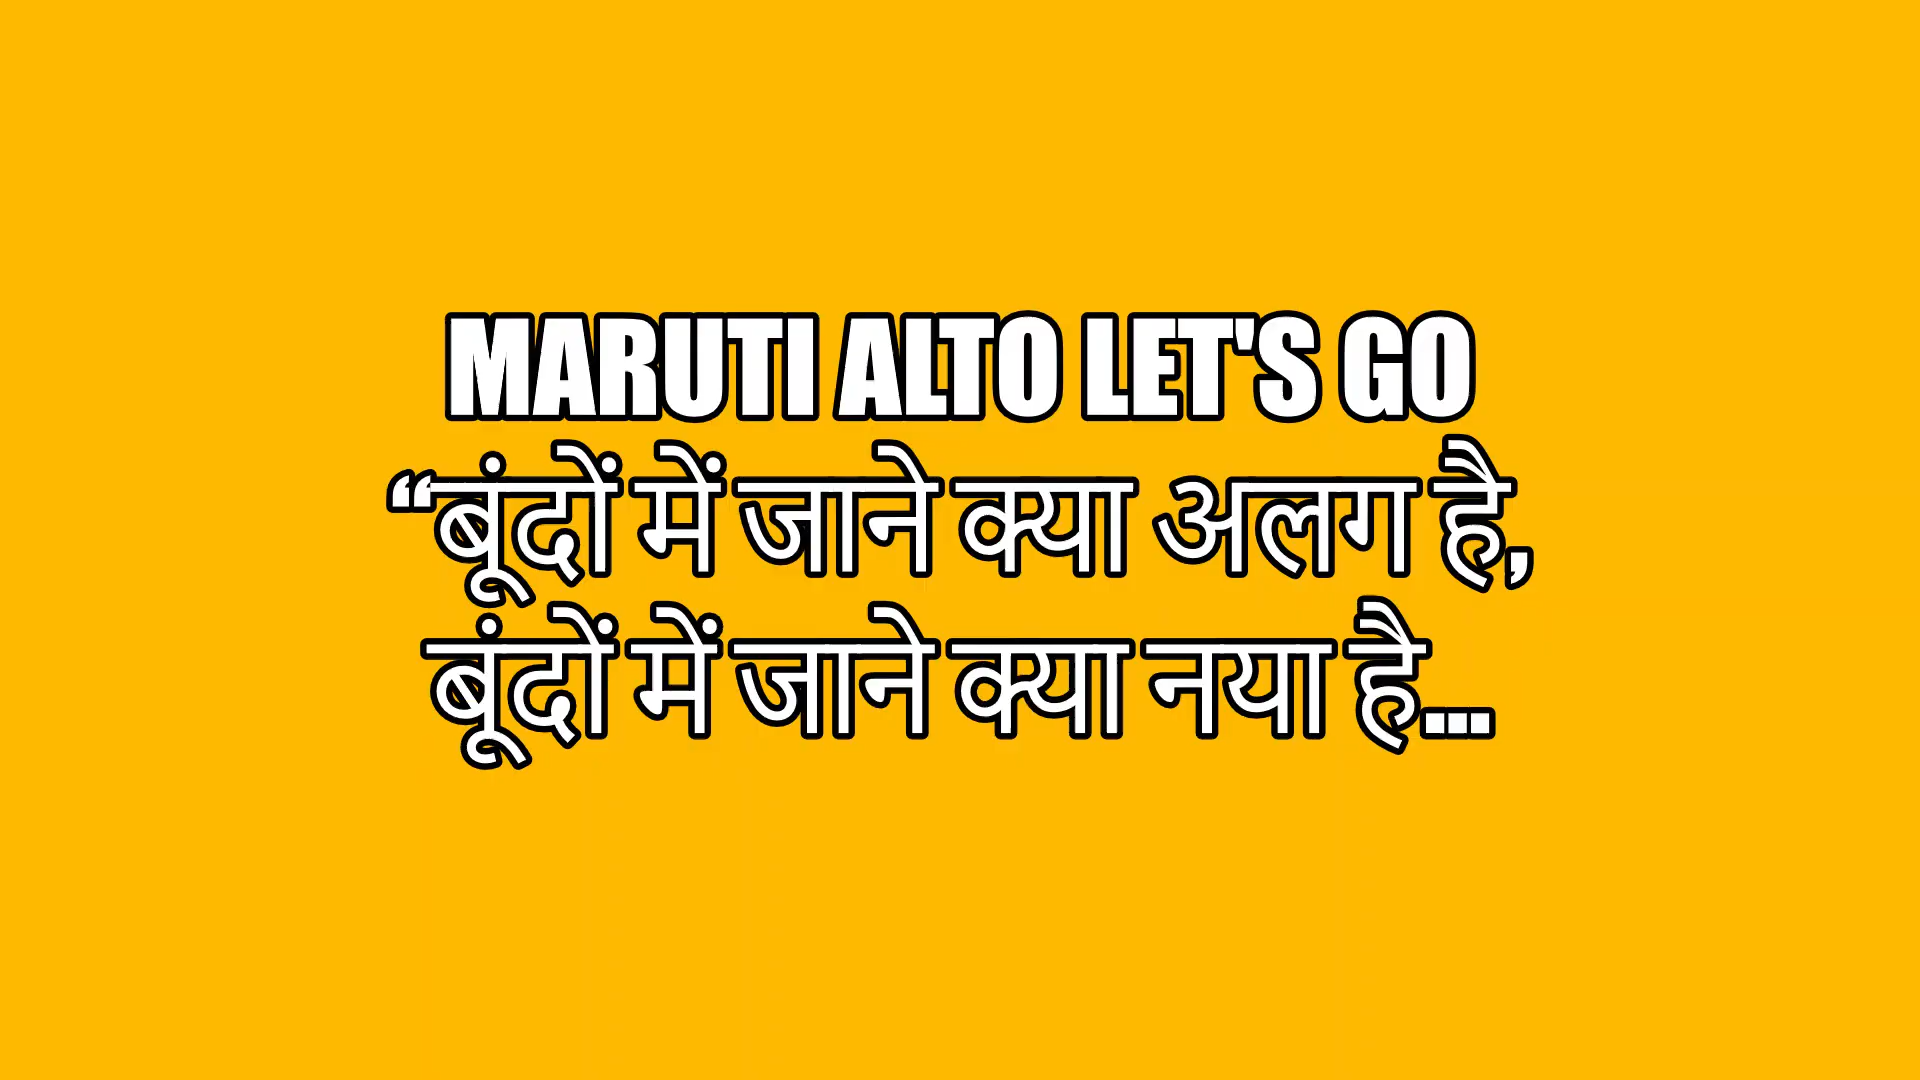 MARUTI ALTO LET'S GO
“बूंदों में जाने क्या अलग है,
बूंदों में जाने क्या नया है...